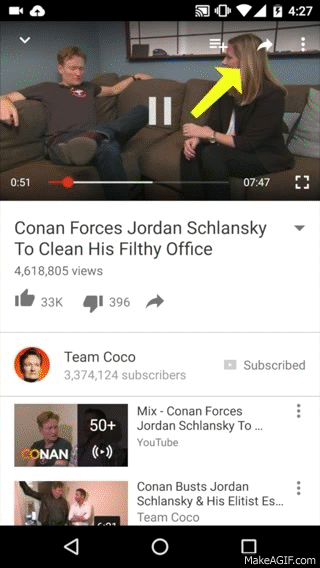 4:27
0:51
07:47
Conan Forces Jordan Schlansky
To Clean His Filthy Office
4,618,805 views
33K
396
Team Coco
3,374,124 subscribers
Subscribed
50+
CONAN
Mix - Conan Forces
Jordan Schlansky To ...
YouTube
Conan Busts Jordan
Schlansky & His Elitist Es...
Team Coco
MakeAGIF.com